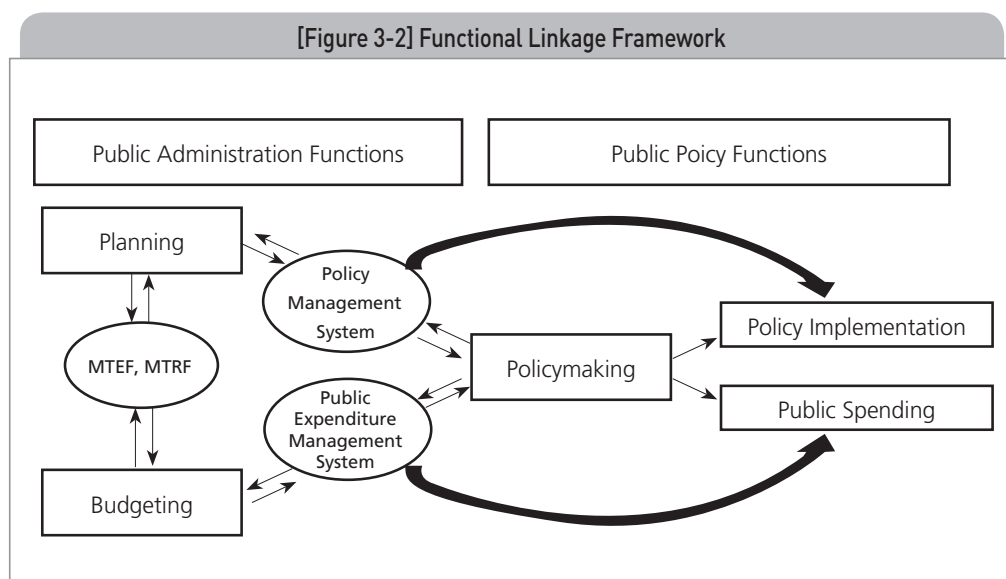 [Figure 3-2] Functional Linkage Framework
Public Administration Functions
Public Poicy Functions
Planning
Policy
Management
System
MTEF, MTRF
Policymaking
Policy Implementation
Public
Expenditure
Management
System
Public Spending
Budgeting